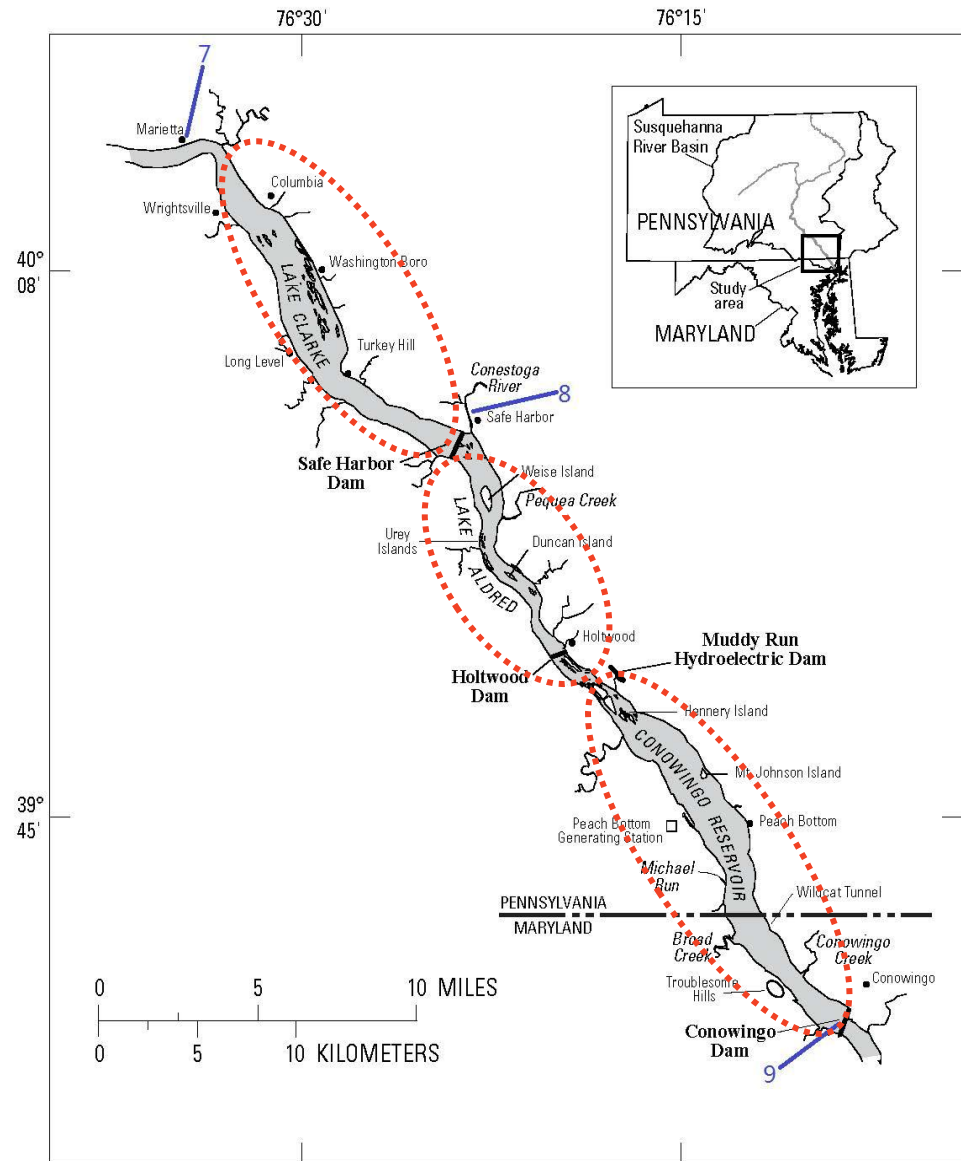 76°30'
76°15'
7
Marietta
Columbia
Wrightsville
Washington Boro
40°
08'
LAKE CLARKE
Long Level
Turkey Hill
Conestoga
River
8
Safe Harbor
Safe Harbor
Dam
Weise Island
Pequea Creek
LAKE ALDRED
Urey
Islands
Duncan Island
Holtwood
Muddy Run
Hydroelectric Dam
Holtwood
Dam
Hennery Island
CONOWINGO RESERVOIR
Mt. Johnson Island
39°
45'
Peach Bottom
Generating Station
Peach Bottom
Michael
Run
Wildcat Tunnel
PENNSYLVANIA
MARYLAND
Broad
Creek
Conowingo
Creek
Troublesome
Hills
Conowingo
Conowingo
Dam
9
0 5 10 MILES
0 5 10 KILOMETERS
Susquehanna
River Basin
PENNSYLVANIA
Study
area
MARYLAND